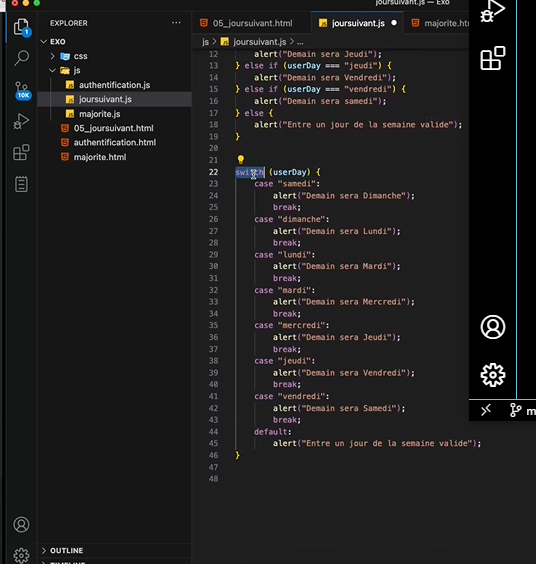 joursuivant.js — Exo
EXPLORER
05_joursuivant.html
joursuivant.js
majorite.ht
EXO
css
js
authentification.js
joursuivant.js
majorite.js
05_joursuivant.html
authentification.html
majorite.html
1
10K
js > joursuivant.js > ...
12 alert("Demain sera Jeudi");
13 } else if (userDay === "jeudi") {
14 alert("Demain sera Vendredi");
15 } else if (userDay === "vendredi") {
16 alert("Demain sera samedi");
17 } else {
18 alert("Entre un jour de la semaine valide");
19 }
20
21
22 switch (userDay) {
23 case "samedi":
24 alert("Demain sera Dimanche");
25 break;
26 case "dimanche":
27 alert("Demain sera Lundi");
28 break;
29 case "lundi":
30 alert("Demain sera Mardi");
31 break;
32 case "mardi":
33 alert("Demain sera Mercredi");
34 break;
35 case "mercredi":
36 alert("Demain sera Jeudi");
37 break;
38 case "jeudi":
39 alert("Demain sera Vendredi");
40 break;
41 case "vendredi":
42 alert("Demain sera Samedi");
43 break;
44 default:
45 alert("Entre un jour de la semaine valide");
46 }
47
48
OUTLINE
m